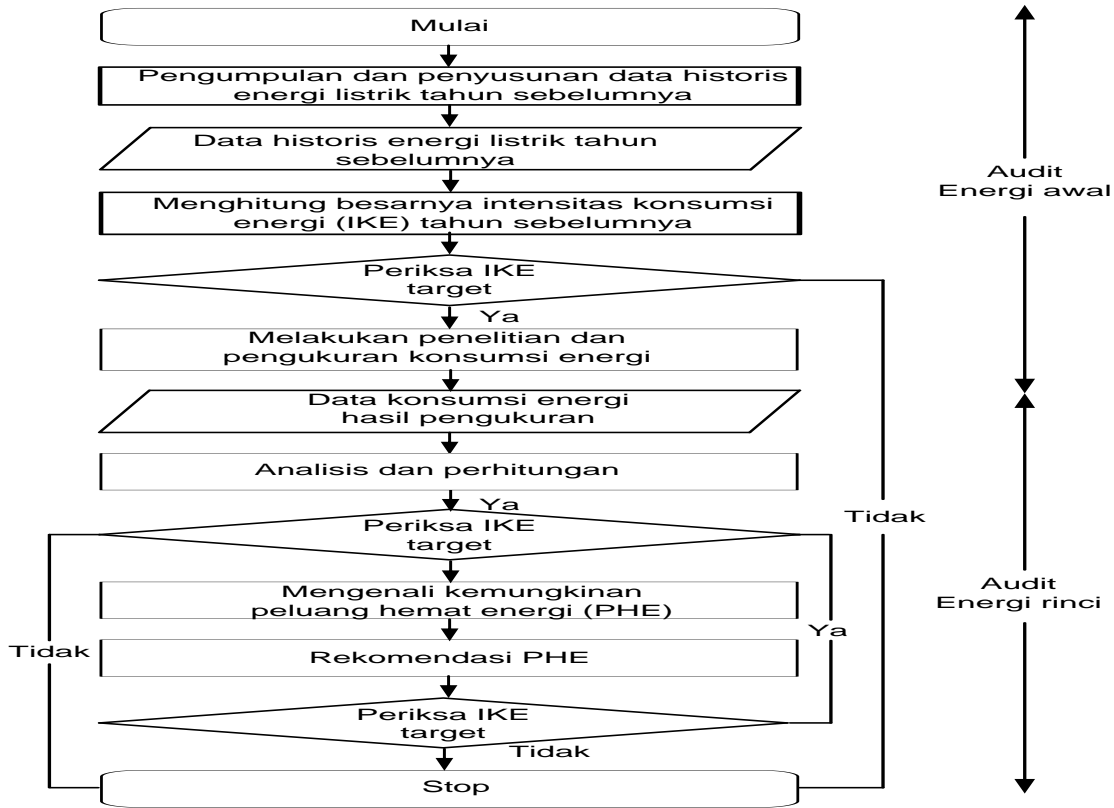 Mulai
Pengumpulan dan penyusunan data historis
energi listrik tahun sebelumnya
Data historis energi listrik tahun
sebelumnya
Menghitung besarnya intensitas konsumsi
energi (IKE) tahun sebelumnya
Periksa IKE
target
Ya
Melakukan penelitian dan
pengukuran konsumsi energi
Data konsumsi energi
hasil pengukuran
Analisis dan perhitungan
Ya
Periksa IKE
target
Mengenali kemungkinan
peluang hemat energi (PHE)
Rekomendasi PHE
Periksa IKE
target
Tidak
Stop
Tidak
Ya
Tidak
Audit
Energi awal
Audit
Energi rinci